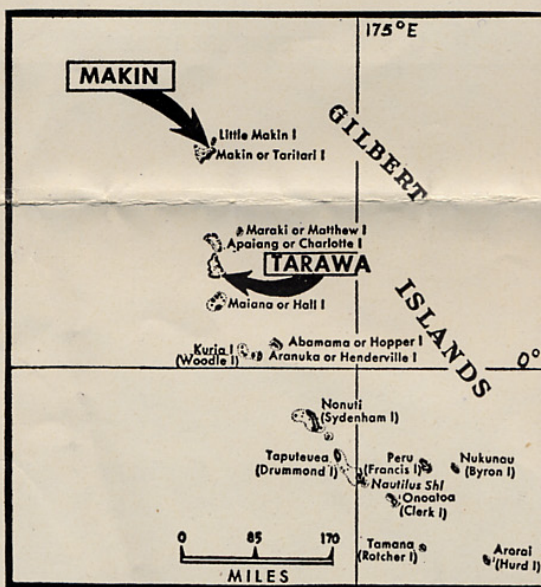 175°E
MAKIN
GILBERT
Little Makin I
Makin or Taritari I
Maraki or Matthew I
Apaiang or Charlotte I
TARAWA
ISLANDS
Maiana or Hall I
Abamama or Hopper I
Kuria I
(Woodle I)
Aranuka or Henderville I
0°
Nonuti
(Sydenham I)
Taputeuea
(Drummond I)
Peru
(Francis I)
Nukunau
(Byron I)
Nautilus Shl
Onoatoa
(Clerk I)
Tamana
(Rotcher I)
Arorai
(Hurd I)
0 85 170
MILES